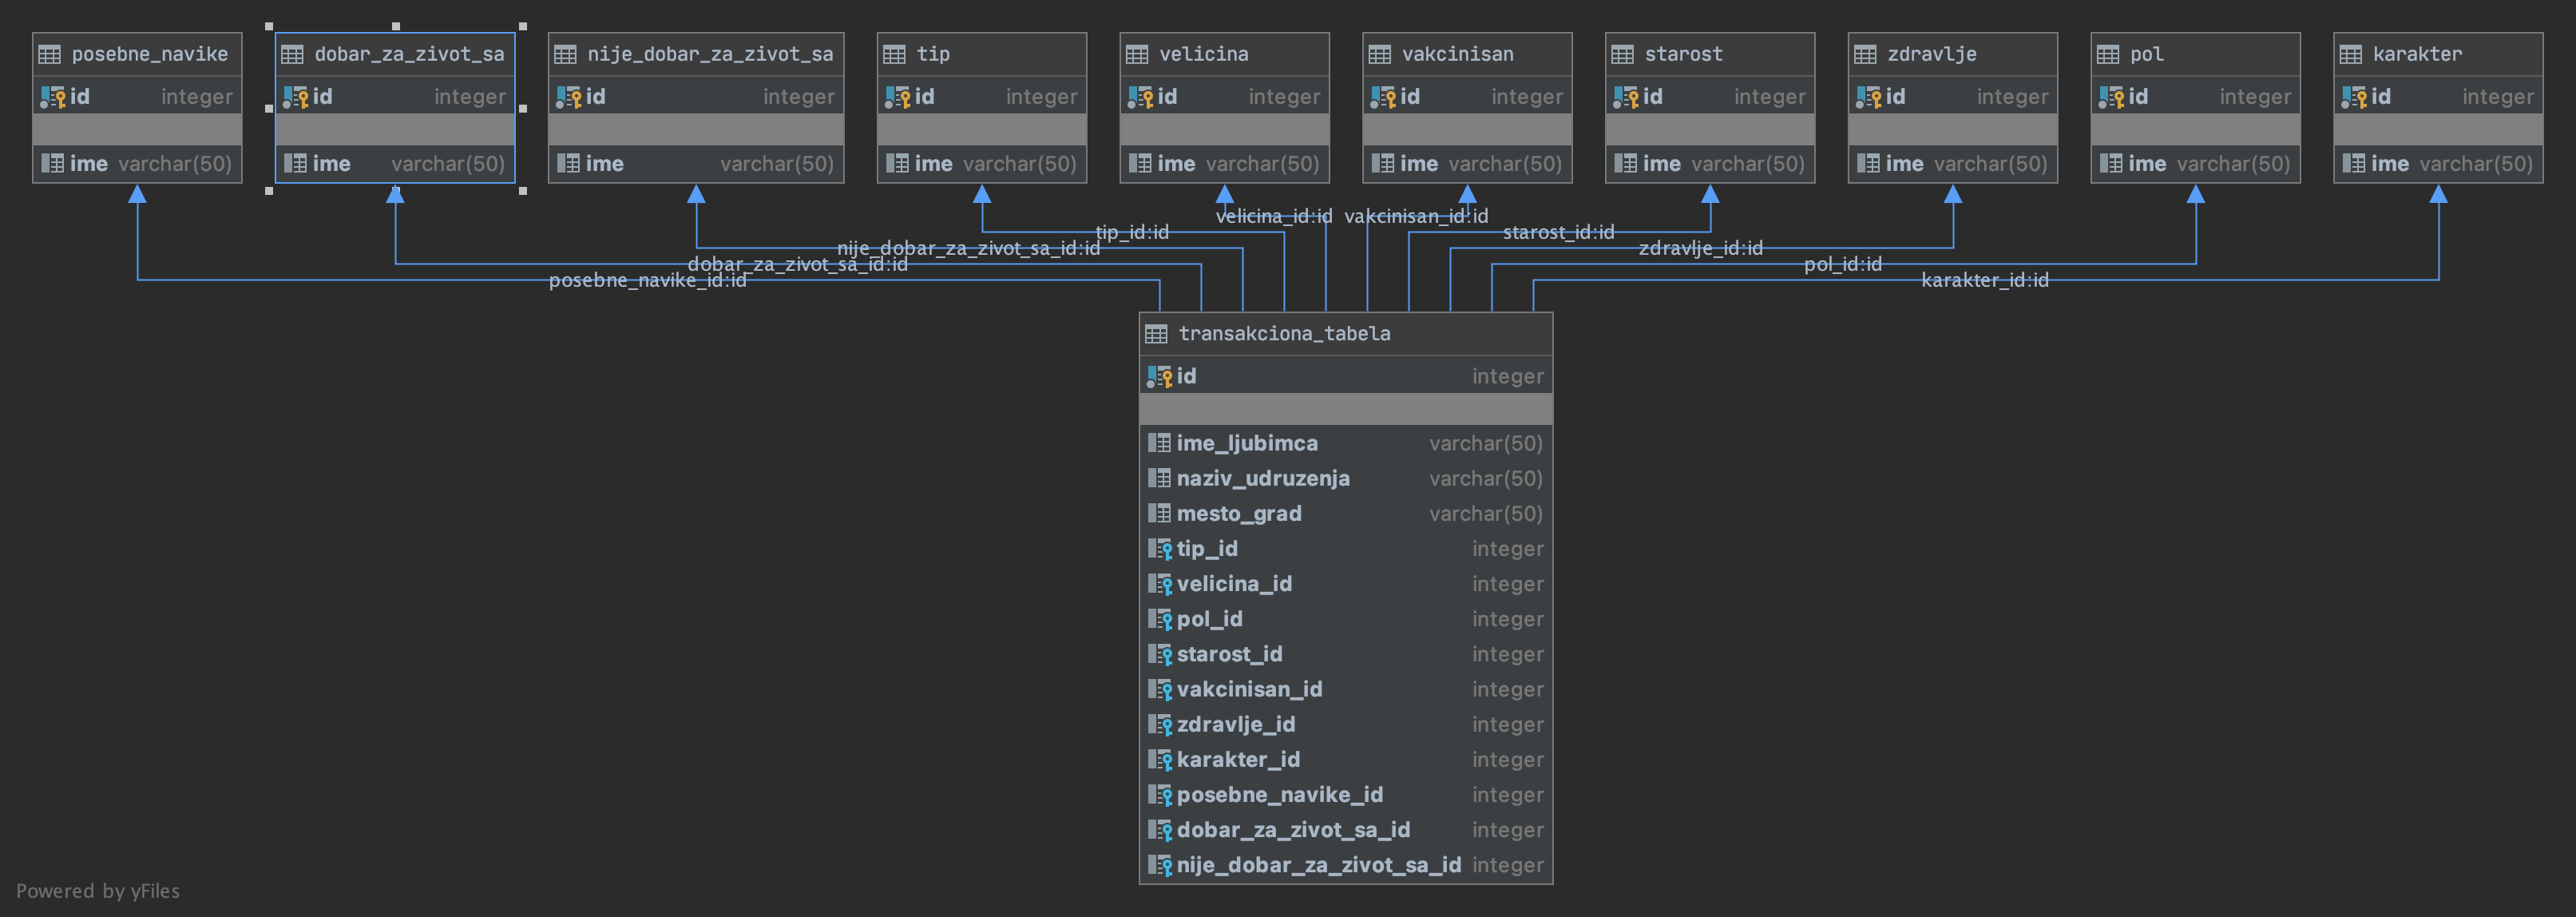 posebne_navike
id integer
ime varchar(50)
dobar_za_zivot_sa
id integer
ime varchar(50)
nije_dobar_za_zivot_sa
id integer
ime varchar(50)
tip
id integer
ime varchar(50)
velicina
id integer
ime varchar(50)
vakcinisan
id integer
ime varchar(50)
starost
id integer
ime varchar(50)
zdravlje
id integer
ime varchar(50)
pol
id integer
ime varchar(50)
karakter
id integer
ime varchar(50)
velicina_id:id
vakcinisan_id:id
tip_id:id
starost_id:id
nije_dobar_za_zivot_sa_id:id
zdravlje_id:id
dobar_za_zivot_sa_id:id
pol_id:id
posebne_navike_id:id
karakter_id:id
transakciona_tabela
id integer
ime_ljubimca varchar(50)
naziv_udruzenja varchar(50)
mesto_grad varchar(50)
tip_id integer
velicina_id integer
pol_id integer
starost_id integer
vakcinisan_id integer
zdravlje_id integer
karakter_id integer
posebne_navike_id integer
dobar_za_zivot_sa_id integer
nije_dobar_za_zivot_sa_id integer
Powered by yFiles